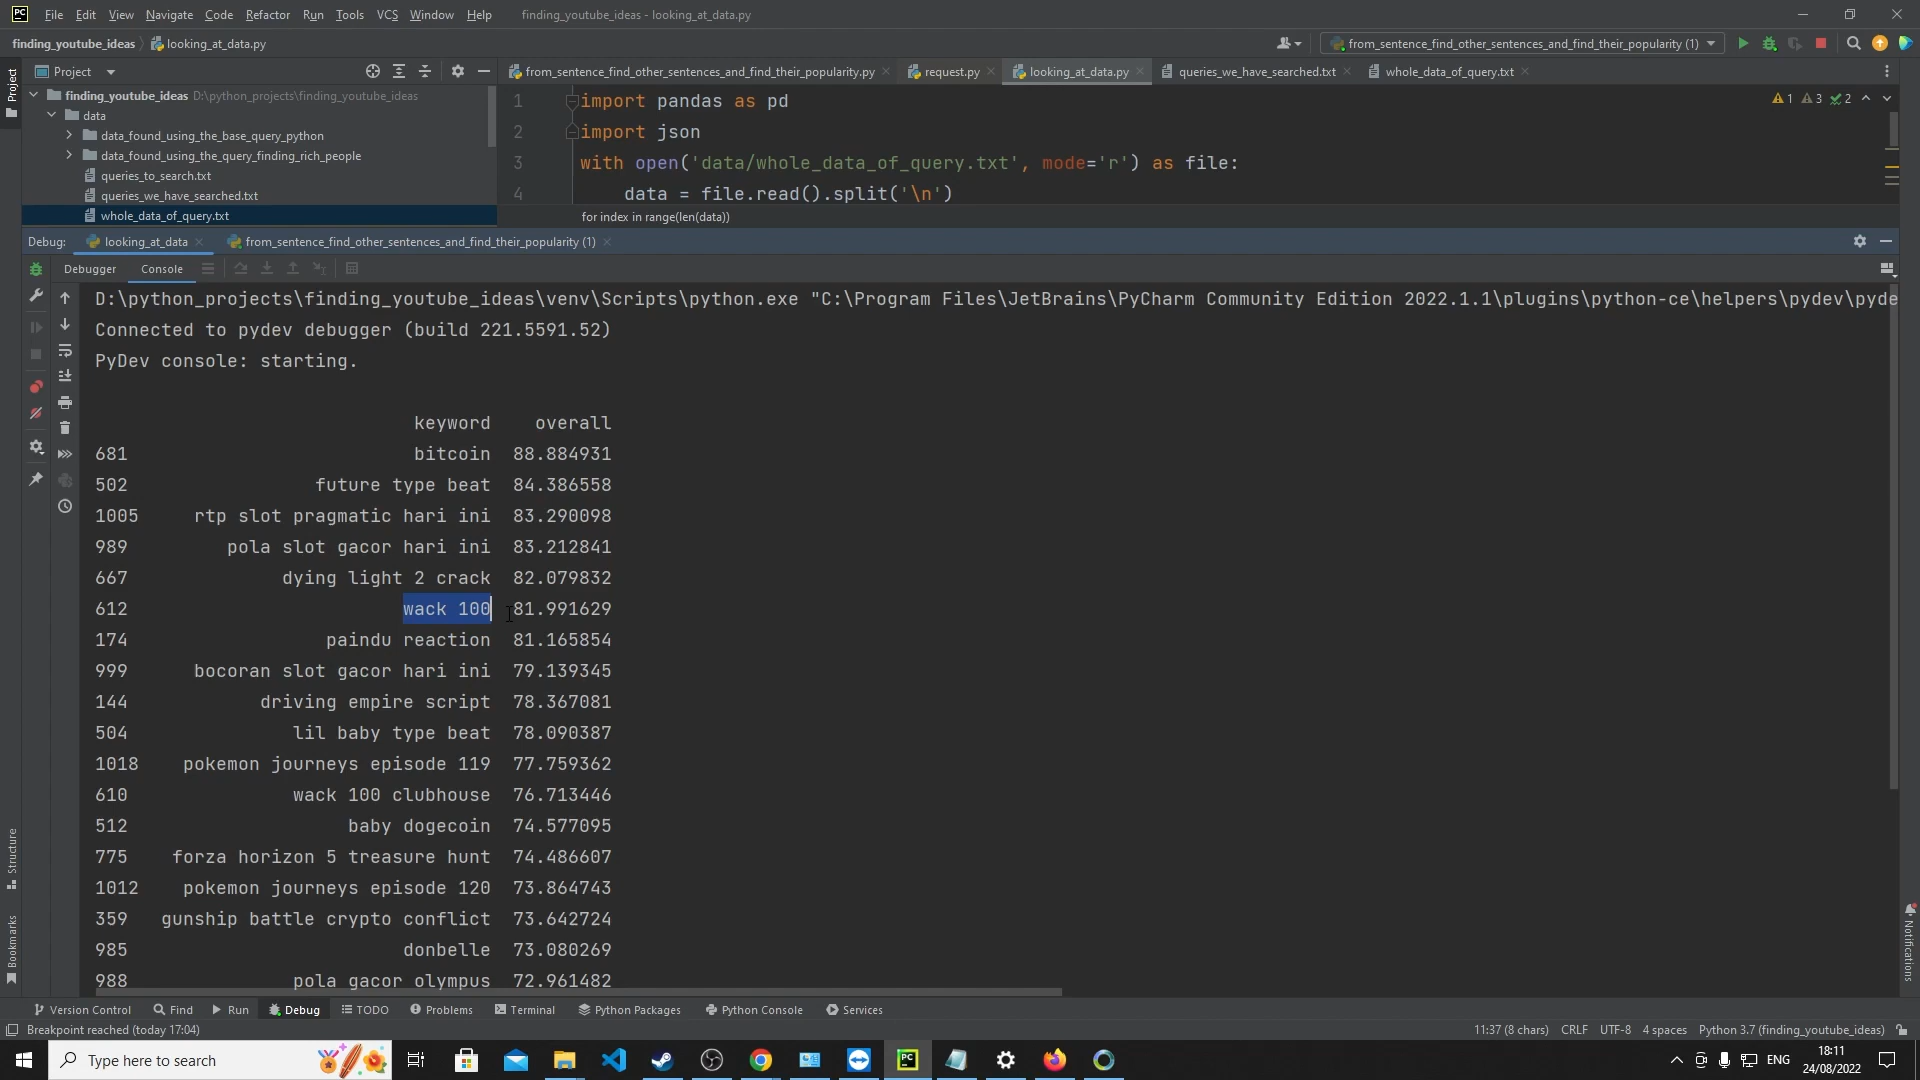 PC File Edit View Navigate Code Refactor Run Tools VCS Window Help finding_youtube_ideas - looking_at_data.py
finding_youtube_ideas looking_at_data.py from_sentence_find_other_sentences_and_find_their_popularity (1)
Project
Project
from_sentence_find_other_sentences_and_find_their_popularity.py request.py looking_at_data.py queries_we_have_searched.txt whole_data_of_query.txt
finding_youtube_ideas D:\python_projects\finding_youtube_ideas
data
data_found_using_the_base_query_python
data_found_using_the_query_finding_rich_people
queries_to_search.txt
queries_we_have_searched.txt
whole_data_of_query.txt
1 import pandas as pd
2 import json
3 with open('data/whole_data_of_query.txt', mode='r') as file:
4 data = file.read().split('\n')
for index in range(len(data))
1 3 2
Debug: looking_at_data from_sentence_find_other_sentences_and_find_their_popularity (1)
Debugger Console
D:\python_projects\finding_youtube_ideas\venv\Scripts\python.exe "C:\Program Files\JetBrains\PyCharm Community Edition 2022.1.1\plugins\python-ce\helpers\pydev\pyde
Connected to pydev debugger (build 221.5591.52)
PyDev console: starting.
keyword overall
681 bitcoin 88.884931
502 future type beat 84.386558
1005 rtp slot pragmatic hari ini 83.290098
989 pola slot gacor hari ini 83.212841
667 dying light 2 crack 82.079832
612 wack 100 81.991629
174 paindu reaction 81.165854
999 bocoran slot gacor hari ini 79.139345
144 driving empire script 78.367081
504 lil baby type beat 78.090387
1018 pokemon journeys episode 119 77.759362
610 wack 100 clubhouse 76.713446
512 baby dogecoin 74.577095
775 forza horizon 5 treasure hunt 74.486607
1012 pokemon journeys episode 120 73.864743
359 gunship battle crypto conflict 73.642724
985 donbelle 73.080269
988 pola gacor olympus 72.961482
Structure
Bookmarks
Notifications
Version Control Find Run Debug TODO Problems Terminal Python Packages Python Console Services
Breakpoint reached (today 17:04) 11:37 (8 chars) CRLF UTF-8 4 spaces Python 3.7 (finding_youtube_ideas)
Type here to search PC ENG 18:11
24/08/2022